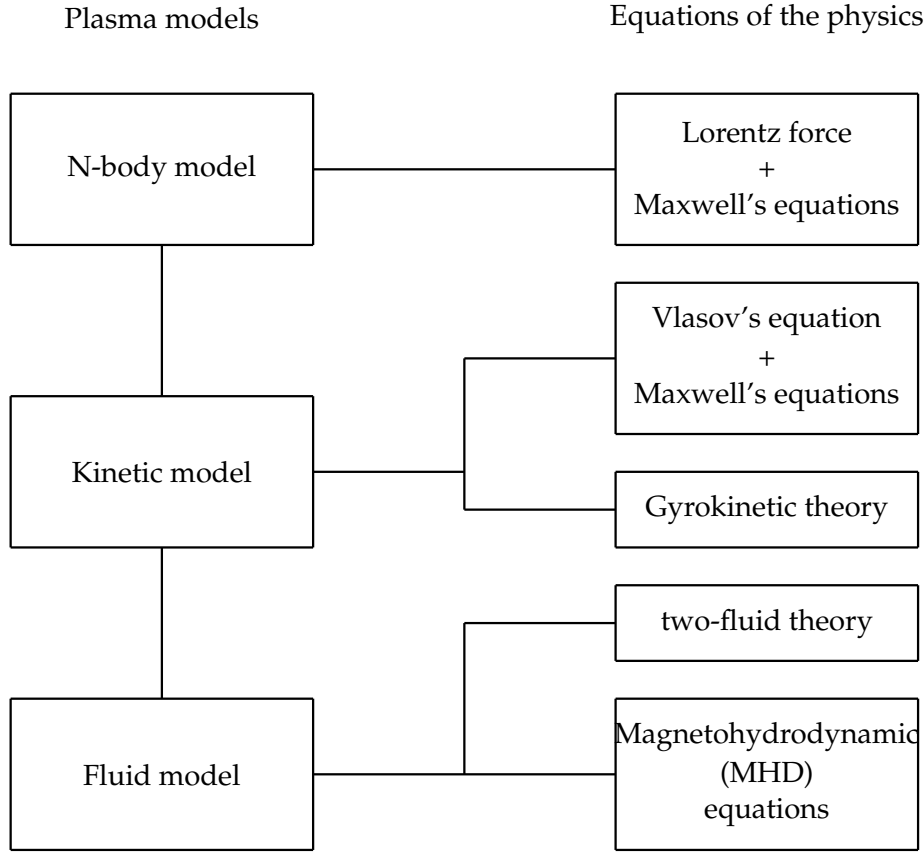 Plasma models
Equations of the physics
N-body model
Lorentz force
+
Maxwell's equations
Vlasov's equation
+
Maxwell's equations
Kinetic model
Gyrokinetic theory
two-fluid theory
Fluid model
Magnetohydrodynamic
(MHD)
equations